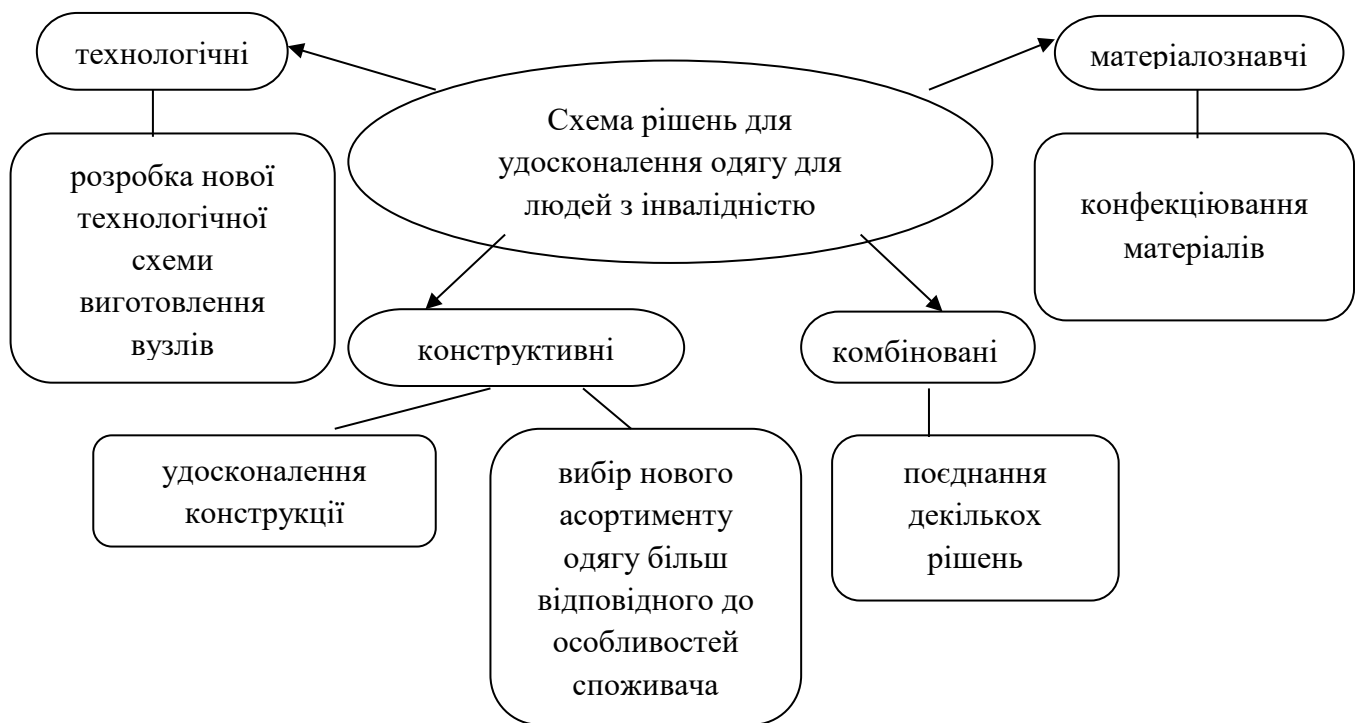 технологічні
матеріалознавчі
Схема рішень для
удосконалення одягу для
людей з інвалідністю
розробка нової
технологічної
схеми
виготовлення
вузлів
конфекціювання
матеріалів
конструктивні
комбіновані
удосконалення
конструкції
вибір нового
асортименту
одягу більш
відповідного до
особливостей
споживача
поєднання
декількох
рішень